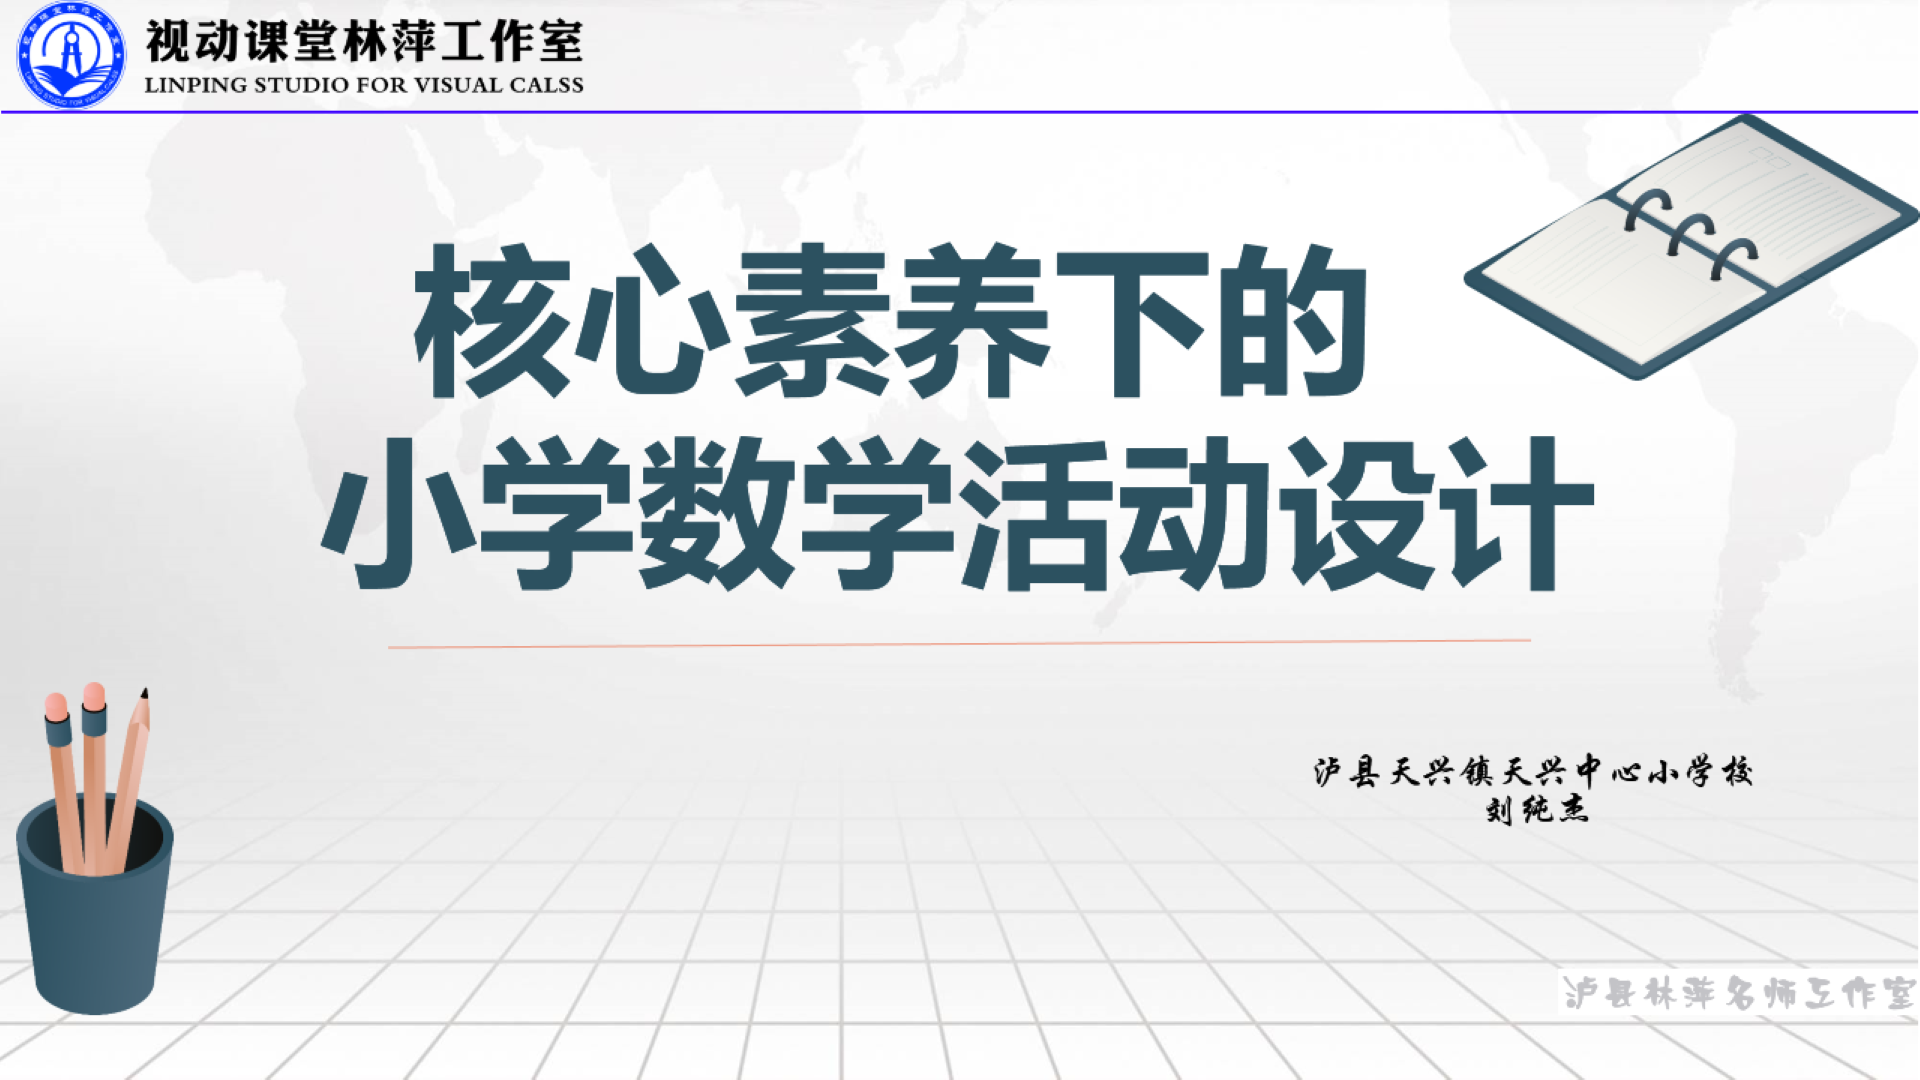 视动课堂林萍工作室
LINPING STUDIO FOR VISUAL CALSS
核心素养下的
小学数学活动设计
泸县天兴镇天兴中心小学校
刘纯杰
泸县林萍名师工作室